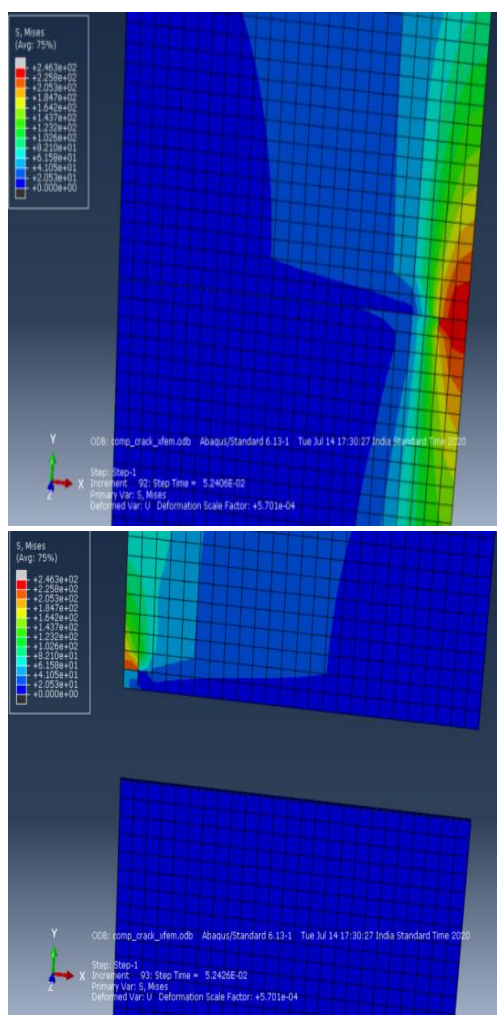 S, Mises
(Avg: 75%)
+2.463e+02
+2.258e+02
+2.053e+02
+1.847e+02
+1.642e+02
+1.437e+02
+1.232e+02
+1.026e+02
+8.210e+01
+6.158e+01
+4.105e+01
+2.053e+01
+0.000e+00
ODB: comp_crack_xfem.odb Abaqus/Standard 6.13-1 Tue Jul 14 17:30:27 India Standard Time 2020
Y
X
Z
Step: Step-1
Increment 92: Step Time = 5.2406E-02
Primary Var: S, Mises
Deformed Var: U Deformation Scale Factor: +5.701e-04
S, Mises
(Avg: 75%)
+2.463e+02
+2.258e+02
+2.053e+02
+1.847e+02
+1.642e+02
+1.437e+02
+1.232e+02
+1.026e+02
+8.210e+01
+6.158e+01
+4.105e+01
+2.053e+01
+0.000e+00
ODB: comp_crack_xfem.odb Abaqus/Standard 6.13-1 Tue Jul 14 17:30:27 India Standard Time 2020
Y
X
Z
Step: Step-1
Increment 93: Step Time = 5.2426E-02
Primary Var: S, Mises
Deformed Var: U Deformation Scale Factor: +5.701e-04